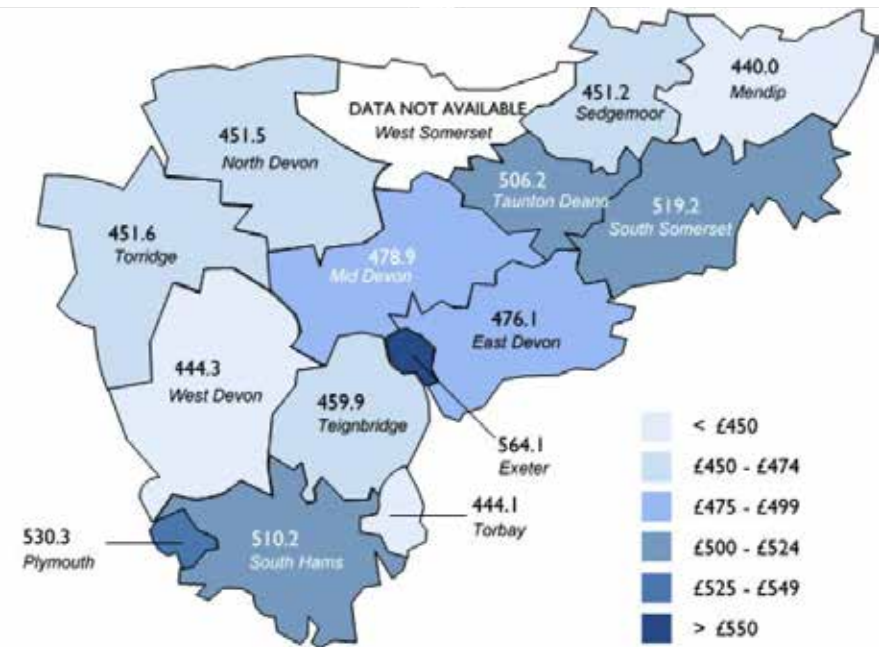 440.0
Mendip
451.2
Sedgemoor
DATA NOT AVAILABLE
West Somerset
451.5
North Devon
506.2
Taunton Deane
519.2
South Somerset
451.6
Torridge
478.9
Mid Devon
476.1
East Devon
444.3
West Devon
459.9
Teignbridge
564.1
Exeter
444.1
Torbay
530.3
Plymouth
510.2
South Hams
< £450
£450 - £474
£475 - £499
£500 - £524
£525 - £549
> £550